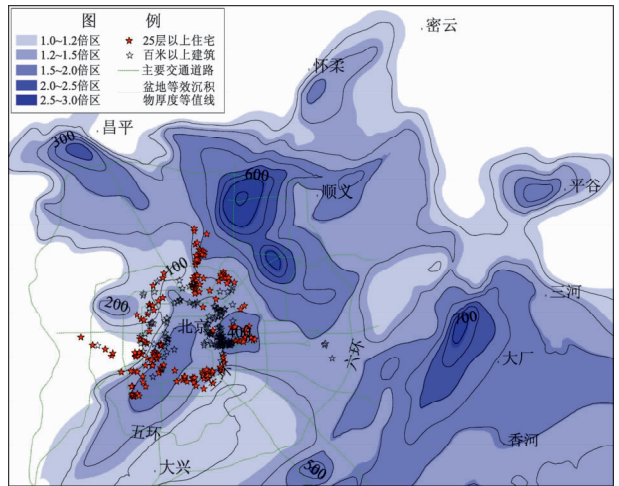 图 例
1.0~1.2倍区
1.2~1.5倍区
1.5~2.0倍区
2.0~2.5倍区
2.5~3.0倍区
25层以上住宅
百米以上建筑
主要交通道路
盆地等效沉积
物厚度等值线
密云
怀柔
昌平
300
600
顺义
平谷
100
200
三河
北京
400
700
六环
大厂
五环
香河
大兴
500